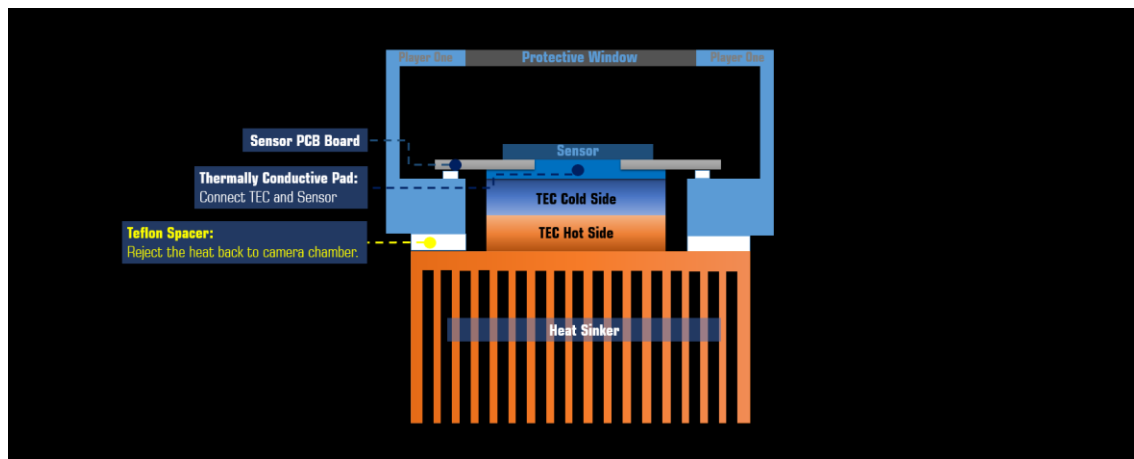 Player One
Protective Window
Player One
Sensor PCB Board
Sensor
Thermally Conductive Pad:
Connect TEC and Sensor
TEC Cold Side
Teflon Spacer:
Reject the heat back to camera chamber.
TEC Hot Side
Heat Sinker